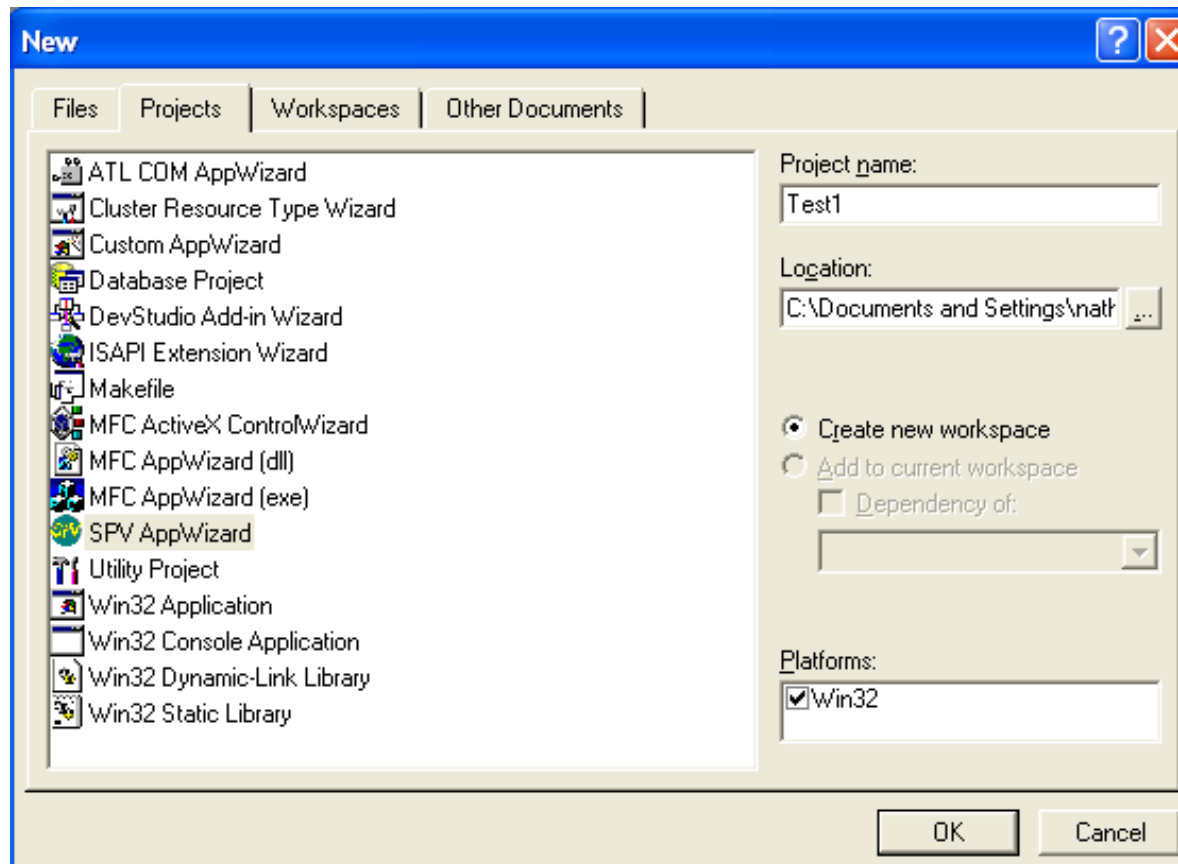 New
Files Projects Workspaces Other Documents
ATL COM AppWizard
Cluster Resource Type Wizard
Custom AppWizard
Database Project
DevStudio Add-in Wizard
ISAPI Extension Wizard
Makefile
MFC ActiveX ControlWizard
MFC AppWizard (dll)
MFC AppWizard (exe)
SPV AppWizard
Utility Project
Win32 Application
Win32 Console Application
Win32 Dynamic-Link Library
Win32 Static Library
Project name:
Test1
Location:
C:\Documents and Settings\nath
...
Create new workspace
Add to current workspace
Dependency of:
Platforms:
Win32
OK Cancel